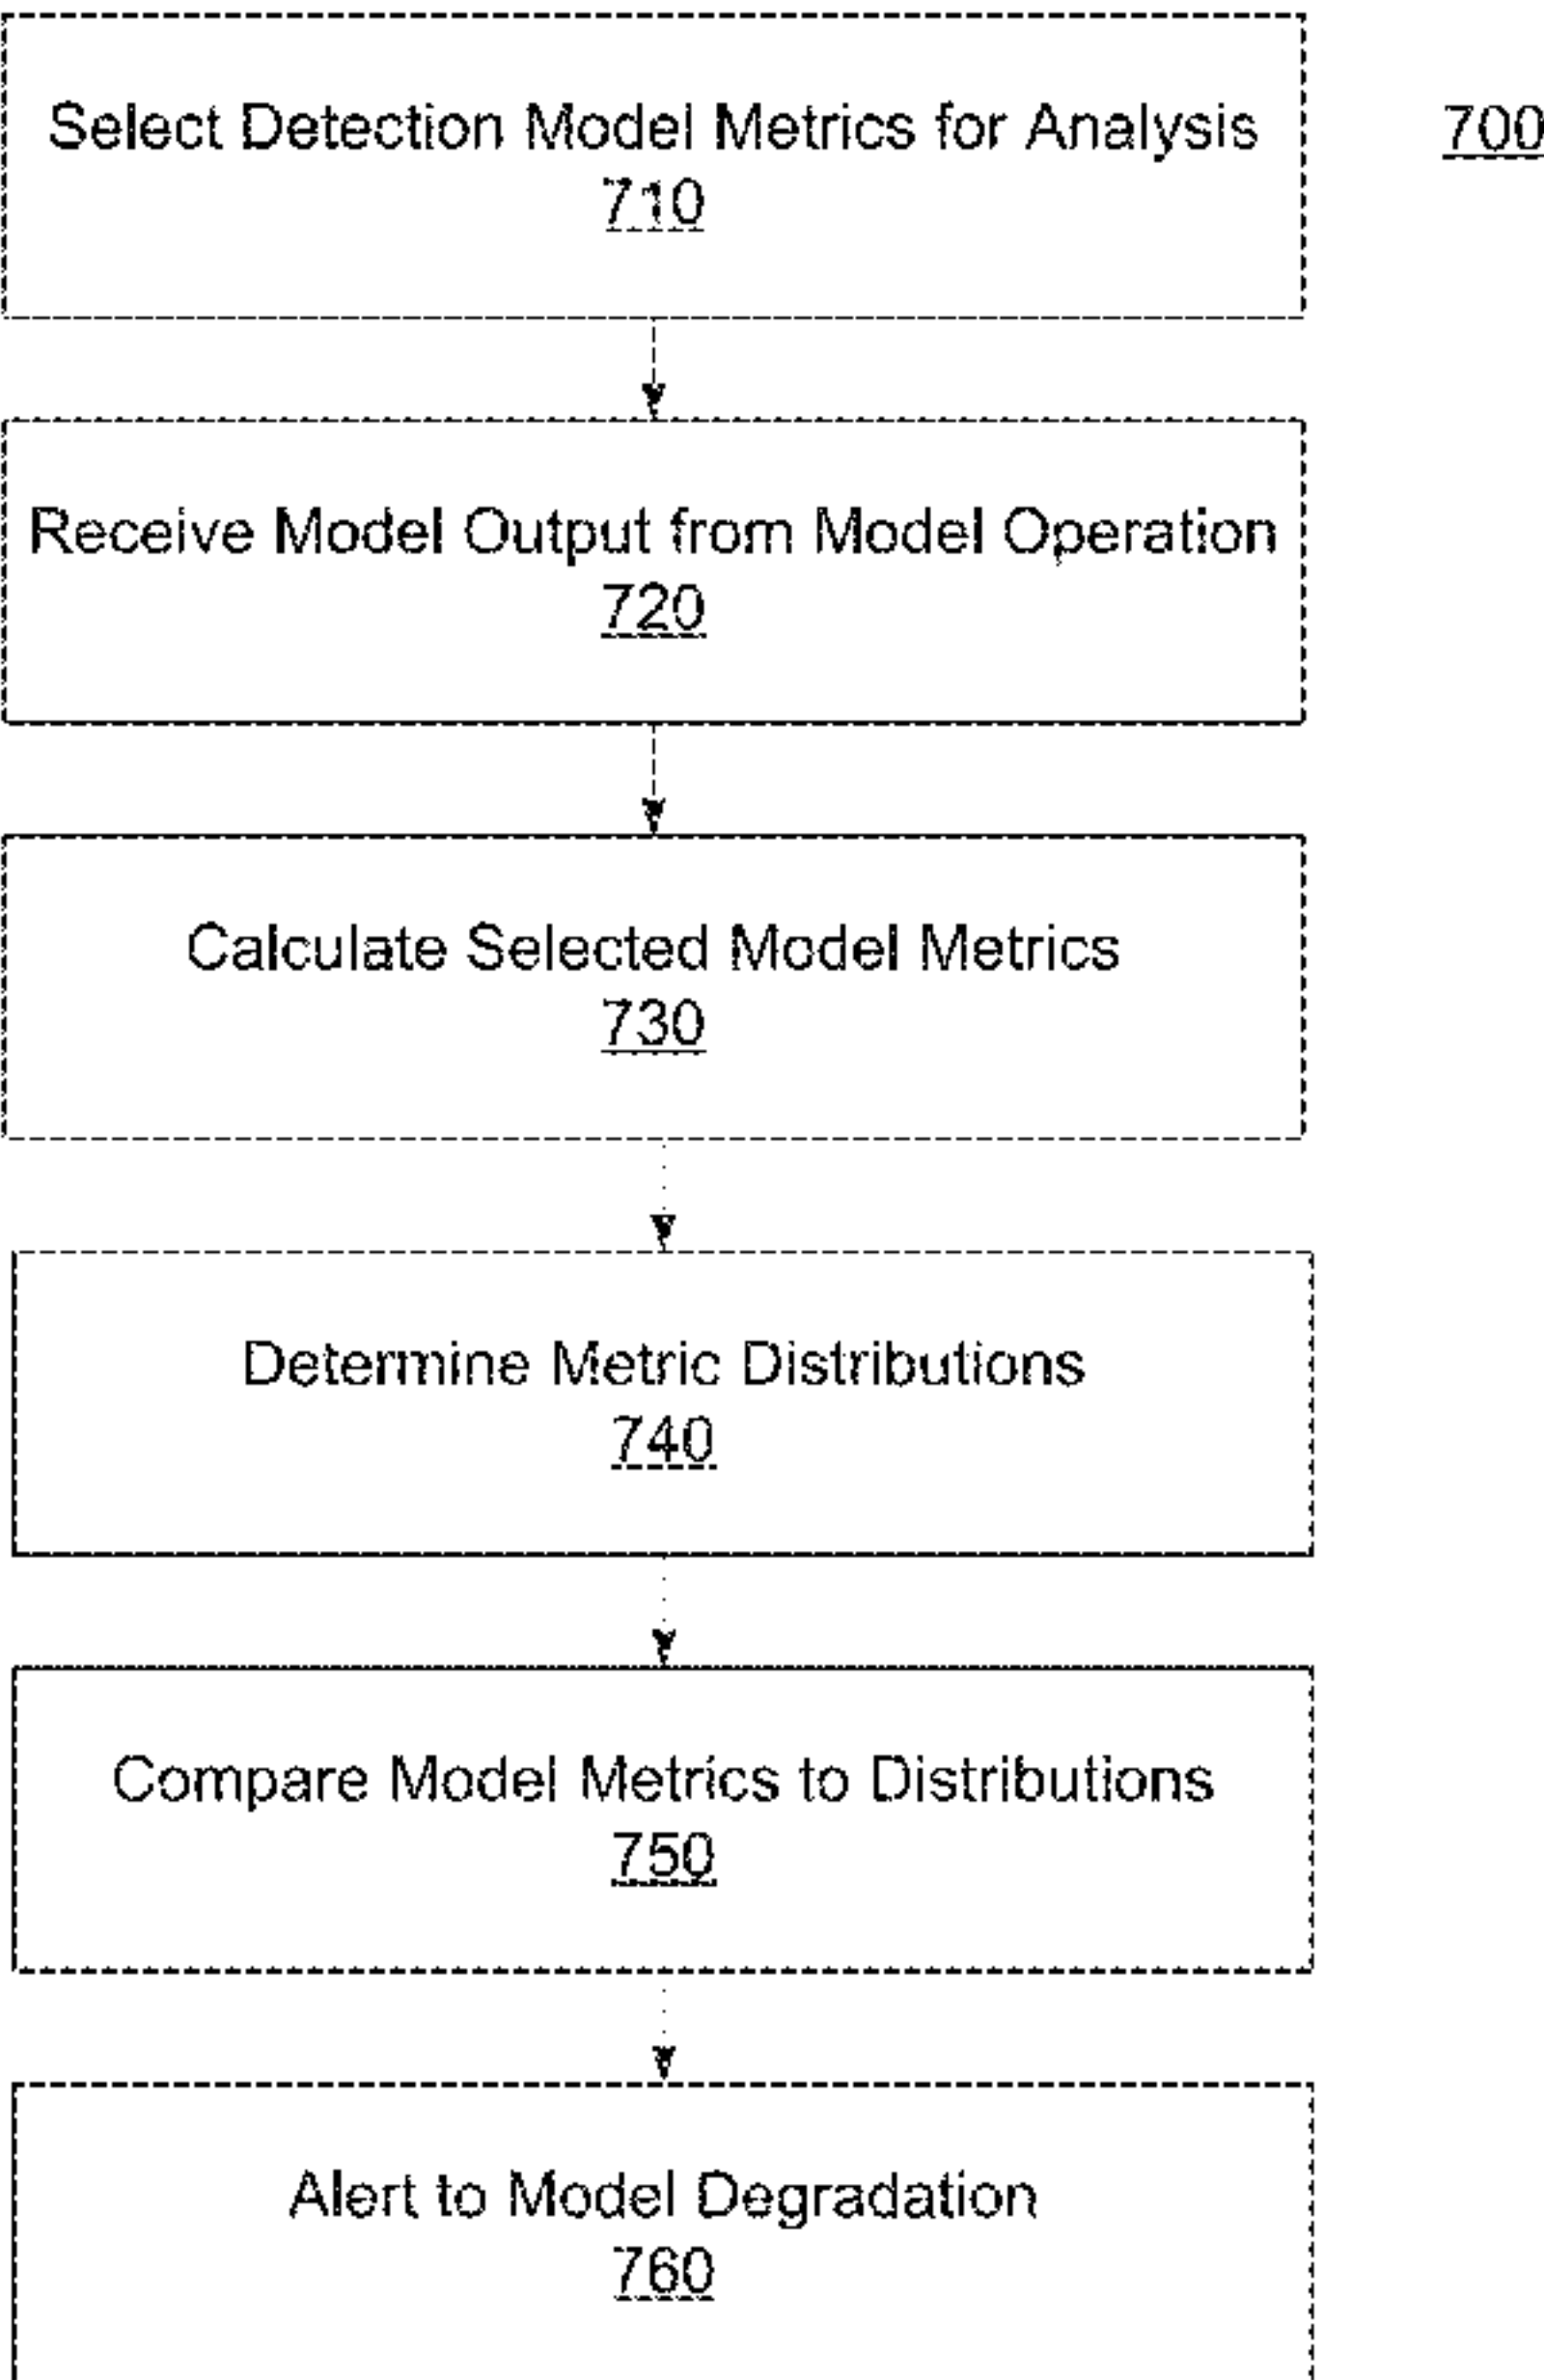 Select Detection Model Metrics for Analysis
710
700
Receive Model Output from Model Operation
720
Calculate Selected Model Metrics
730
Determine Metric Distributions
740
Compare Model Metrics to Distributions
750
Alert to Model Degradation
760